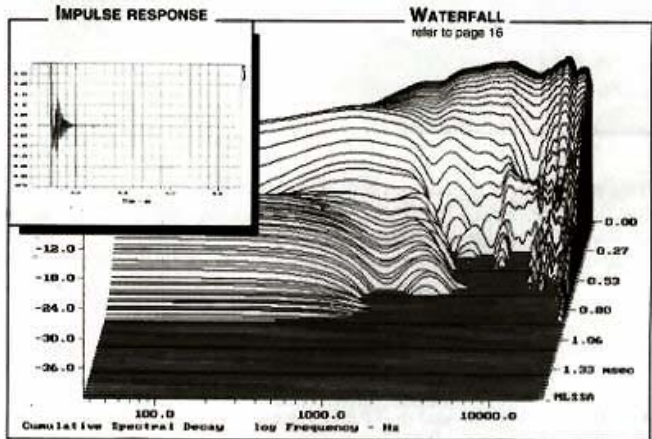 IMPULSE RESPONSE
WATERFALL
refer to page 16
-12.0
-18.0
-24.0
-30.0
-36.0
0.00
0.27
0.53
0.80
1.06
1.33 msec
MLSSA
100.0
1000.0
10000.0
Cumulative Spectral Decay log Frequency - Hz